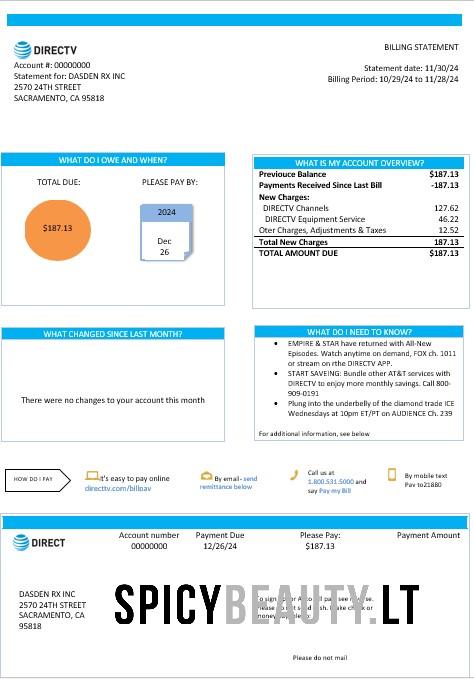 DIRECTV
BILLING STATEMENT
Account #: 00000000
Statement for: DASDEN RX INC
2570 24TH STREET
SACRAMENTO, CA 95818
Statement date: 11/30/24
Billing Period: 10/29/24 to 11/28/24
WHAT DO I OWE AND WHEN?
TOTAL DUE:
PLEASE PAY BY:
$187.13
2024
Dec
26
WHAT IS MY ACCOUNT OVERVIEW?
Previouce Balance $187.13
Payments Received Since Last Bill -187.13
New Charges:
DIRECTV Channels 127.62
DIRECTV Equipment Service 46.22
Oter Charges, Adjustments & Taxes 12.52
Total New Charges 187.13
TOTAL AMOUNT DUE $187.13
WHAT CHANGED SINCE LAST MONTH?
There were no changes to your account this month
WHAT DO I NEED TO KNOW?
• EMPIRE & STAR have returned with All-New
Episodes. Watch anytime on demand, FOX ch. 1011
or stream on rthe DIRECTV APP.
• START SAVEING: Bundle other AT&T services with
DIRECTV to enjoy more monthly savings. Call 800-
909-0191
• Plung into the underbelly of the diamond trade ICE
Wednesdays at 10pm ET/PT on AUDIENCE Ch. 239
For additional information, see below
HOW DO I PAY
It's easy to pay online
directtv.com/billoav
By email- send
remittance below
Call us at
1.800.531.5000 and
say Pay my Bill
By mobile text
Pav to21880
DIRECT
Account number
00000000
Payment Due
12/26/24
Please Pay:
$187.13
Payment Amount
DASDEN RX INC
2570 24TH STREET
SACRAMENTO, CA
95818
SPICYBEAUTY.LT
Please do not mail